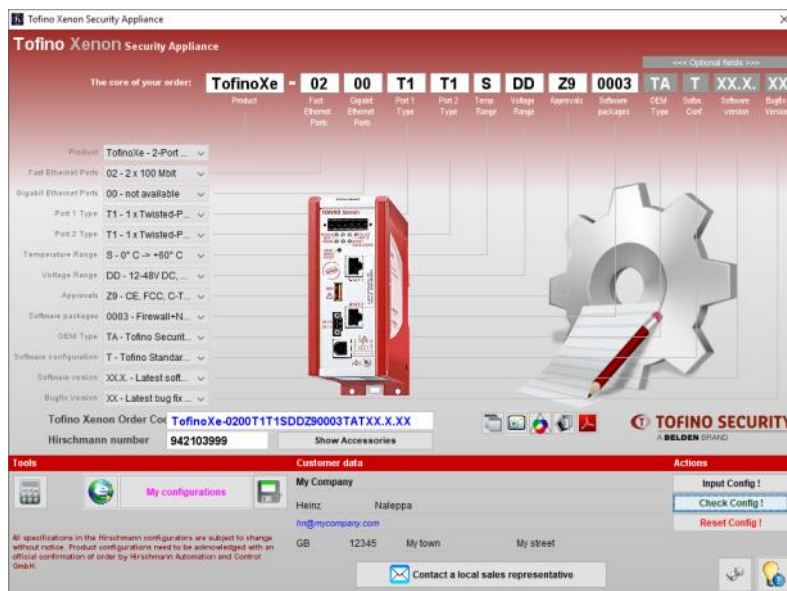 Tofino Xenon Security Appliance
Tofino Xenon Security Appliance
<<< Optional fields >>>
The core of your order: TofinoXe - 02 00 T1 T1 S DD Z9 0003 TA T XX.X. XX
Product Fast Ethernet Ports Gigabit Ethernet Ports Port 1 Type Port 2 Type Temp. Range Voltage Range Approvals Software packages OEM Type Softw. Conf. Software version Bugfix Version
Product TofinoXe - 2-Port ...
Fast Ethernet Ports 02 - 2 x 100 Mbit
Gigabit Ethernet Ports 00 - not available
Port 1 Type T1 - 1 x Twisted-P...
Port 2 Type T1 - 1 x Twisted-P...
Temperature Range S - 0° C -> +60° C
Voltage Range DD - 12-48V DC, ...
Approvals Z9 - CE, FCC, C-T...
Software packages 0003 - Firewall+N...
OEM Type TA - Tofino Securit...
Software configuration T - Tofino Standar...
Software version XX.X. - Latest soft...
Bugfix Version XX - Latest bug fix ...
Tofino Xenon Order Coc TofinoXe-0200T1T1SDDZ90003TATXX.X.XX
Hirschmann number 942103999 Show Accessories
TOFINO SECURITY
A BELDEN BRAND
Tools Customer data Actions
My Company
Input Config !
My configurations
Heinz Naleppa
Check Config !
hn@mycompany.com
Reset Config !
All specifications in the Hirschmann configurators are subject to change
without notice. Product configurations need to be acknowledged with an
official confirmation of order by Hirschmann Automation and Control
GmbH.
GB 12345 My town My street
Contact a local sales representative